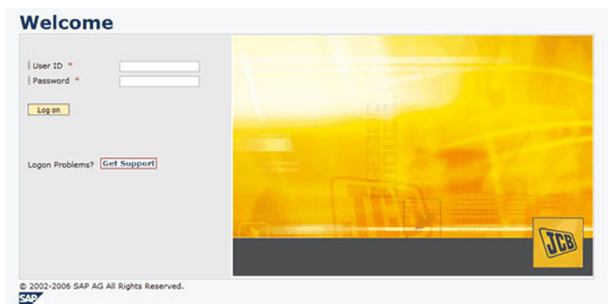 Welcome
User ID *
Password *
Log on
Logon Problems? Get Support
JCB
© 2002-2006 SAP AG All Rights Reserved.
SAP